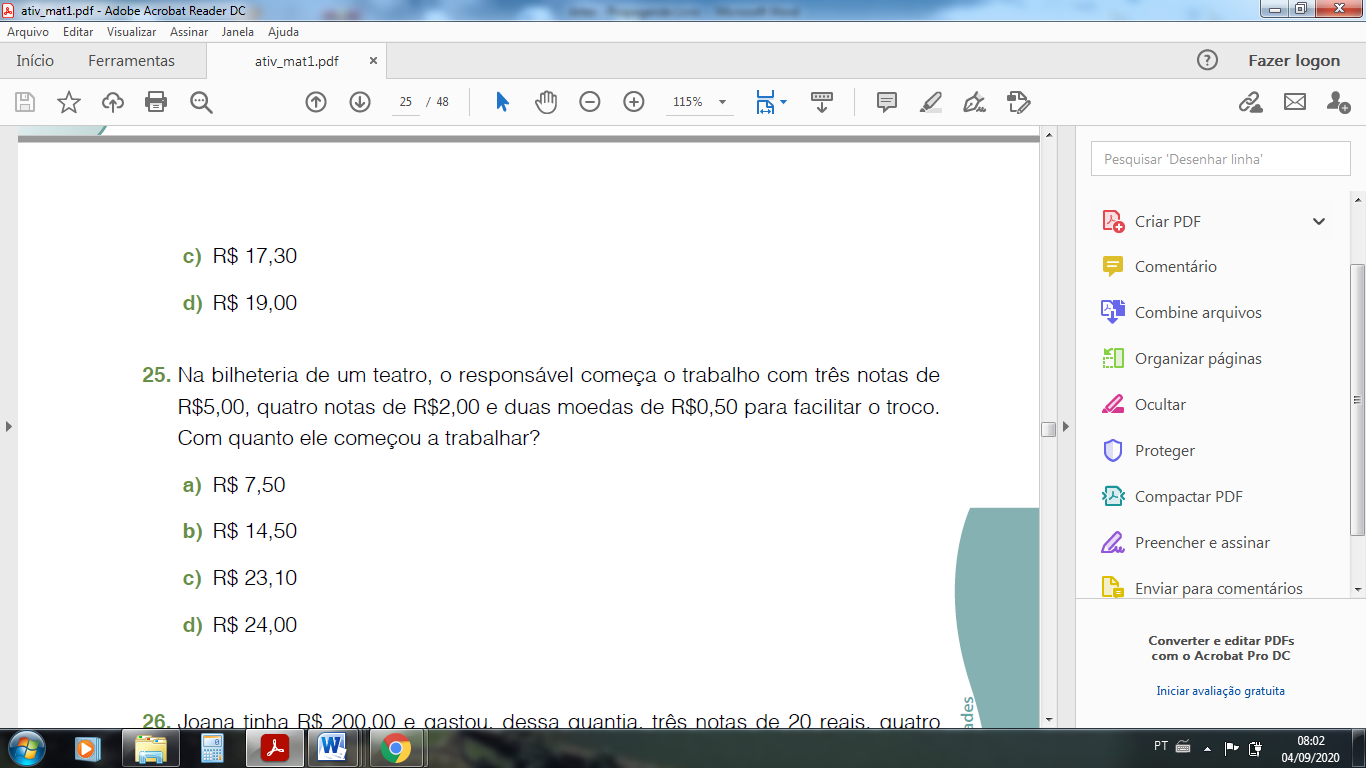 ativ_mat1.pdf - Adobe Acrobat Reader DC
Arquivo Editar Visualizar Assinar Janela Ajuda
Início Ferramentas ativ_mat1.pdf ×
Fazer logon
25 / 48
115%
Pesquisar 'Desenhar linha'
Criar PDF
Comentário
Combine arquivos
Organizar páginas
Ocultar
Proteger
Compactar PDF
Preencher e assinar
Enviar para comentários
Converter e editar PDFs
com o Acrobat Pro DC
Iniciar avaliação gratuita
c) R$ 17,30
d) R$ 19,00
25. Na bilheteria de um teatro, o responsável começa o trabalho com três notas de
R$5,00, quatro notas de R$2,00 e duas moedas de R$0,50 para facilitar o troco.
Com quanto ele começou a trabalhar?
a) R$ 7,50
b) R$ 14,50
c) R$ 23,10
d) R$ 24,00
26. Joana tinha R$ 200,00 e gastou, dessa quantia, três notas de 20 reais, quatro
ades
PT
08:02
04/09/2020